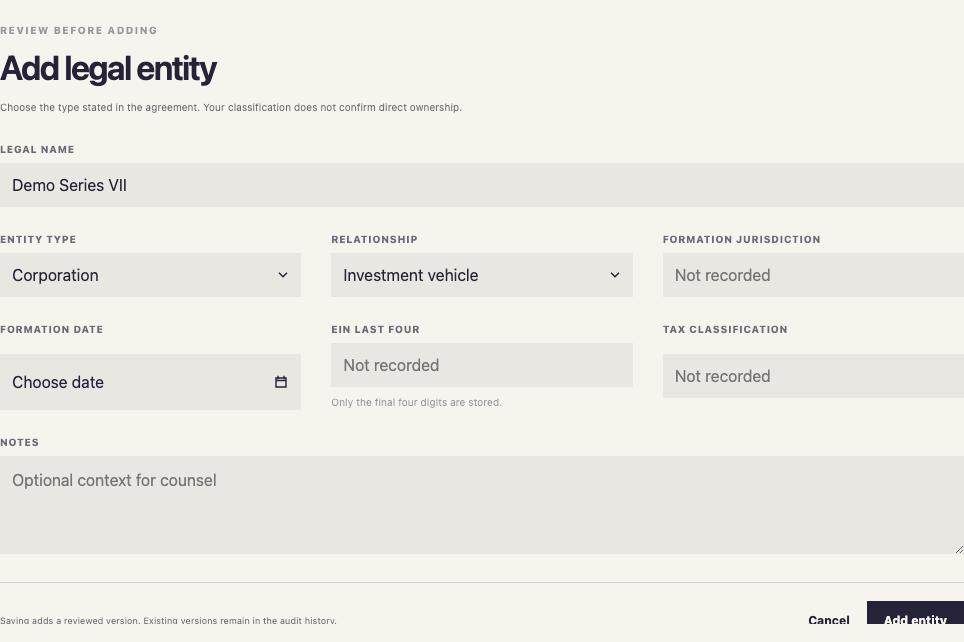 REVIEW BEFORE ADDING
Add legal entity
Choose the type stated in the agreement. Your classification does not confirm direct ownership.
LEGAL NAME
Demo Series VII
ENTITY TYPE
RELATIONSHIP
FORMATION JURISDICTION
Corporation
Investment vehicle
Not recorded
FORMATION DATE
EIN LAST FOUR
TAX CLASSIFICATION
Choose date
Not recorded
Not recorded
Only the final four digits are stored.
NOTES
Optional context for counsel
Saving adds a reviewed version. Existing versions remain in the audit history.
Cancel
Add entity